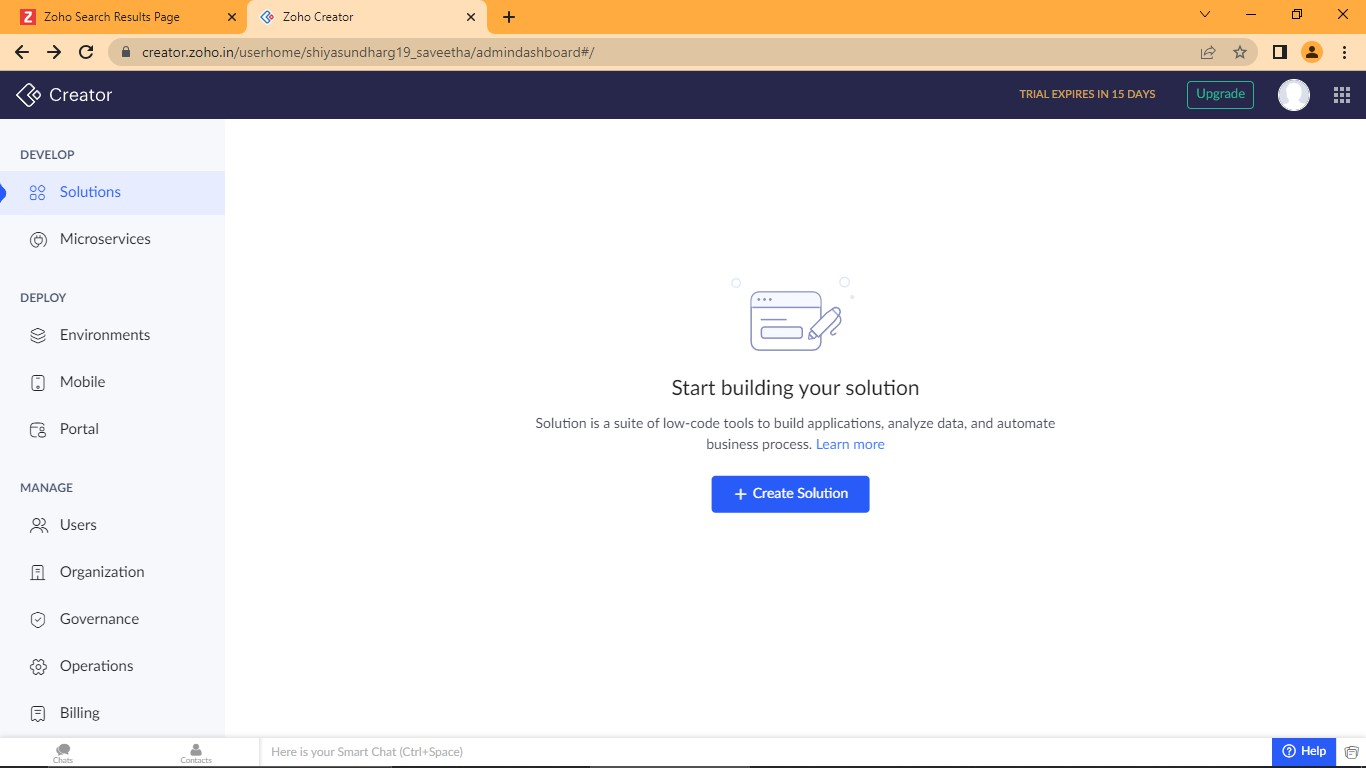 Zoho Search Results Page
Zoho Creator
creator.zoho.in/userhome/shiyasundharg19_saveetha/admindashboard#/
Creator
TRIAL EXPIRES IN 15 DAYS
Upgrade
DEVELOP
Solutions
Microservices
DEPLOY
Environments
Mobile
Portal
MANAGE
Users
Organization
Governance
Operations
Billing
Start building your solution
Solution is a suite of low-code tools to build applications, analyze data, and automate
business process. Learn more
+ Create Solution
Chats
Contacts
Here is your Smart Chat (Ctrl+Space)
Help